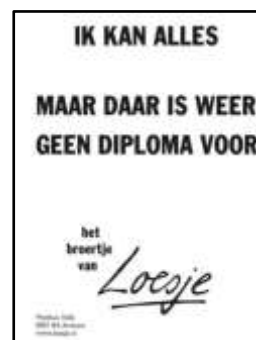 IK KAN ALLES
MAAR DAAR IS WEER
GEEN DIPLOMA VOOR
het
broertje
van
Loesje